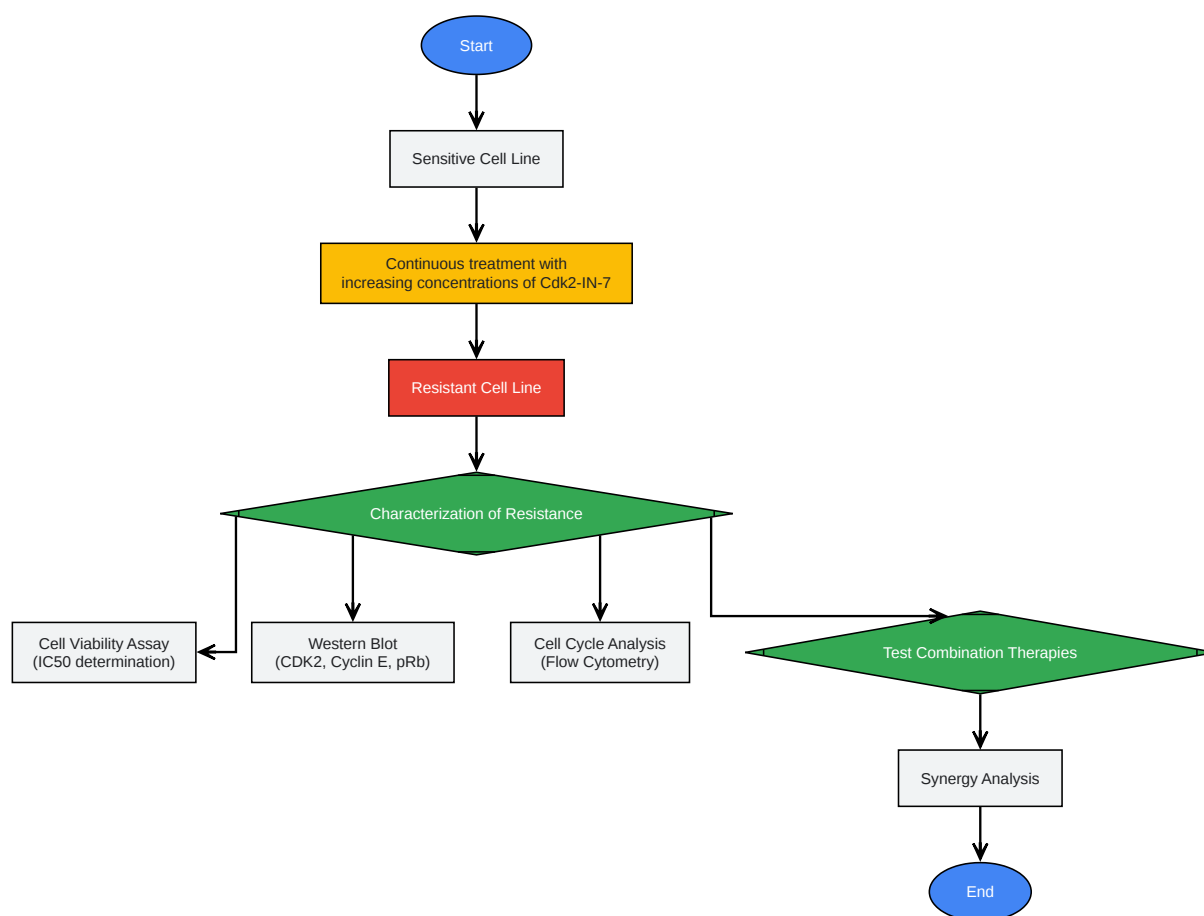 Start
Sensitive Cell Line
Continuous treatment with
increasing concentrations of Cdk2-IN-7
Resistant Cell Line
Characterization of Resistance
Cell Viability Assay
(IC50 determination)
Western Blot
(CDK2, Cyclin E, pRb)
Cell Cycle Analysis
(Flow Cytometry)
Test Combination Therapies
Synergy Analysis
End